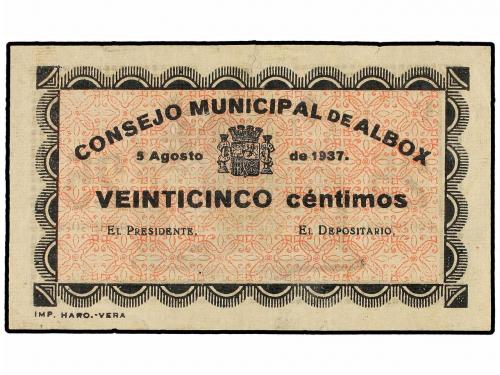 CONSEJO MUNICIPAL DE ALBOX
5 Agosto de 1937.
VEINTICINCO céntimos
EL PRESIDENTE, EL DEPOSITARIO,
IMP. HARO.-VERA